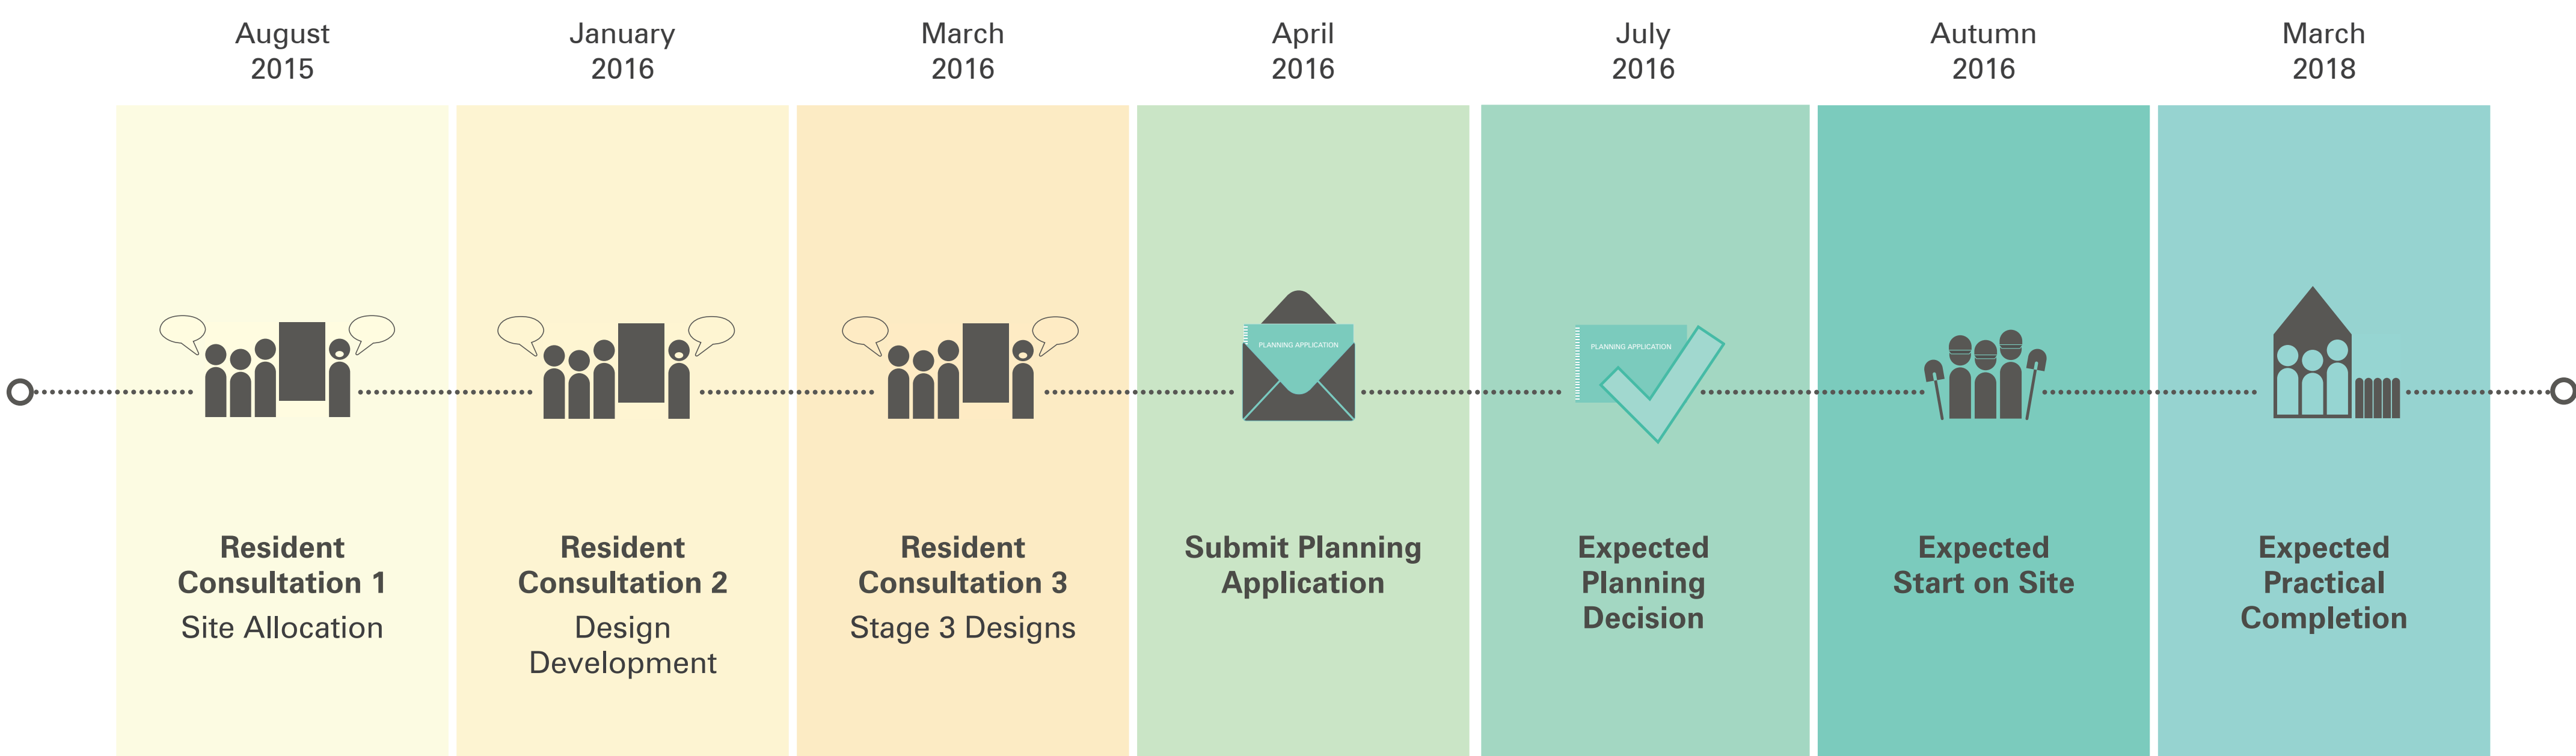 August
2015
January
2016
March
2016
April
2016
July
2016
Autumn
2016
March
2018
PLANNING APPLICATION
PLANNING APPLICATION
Resident
Consultation 1
Site Allocation
Resident
Consultation 2
Design
Development
Resident
Consultation 3
Stage 3 Designs
Submit Planning
Application
Expected
Planning
Decision
Expected
Start on Site
Expected
Practical
Completion